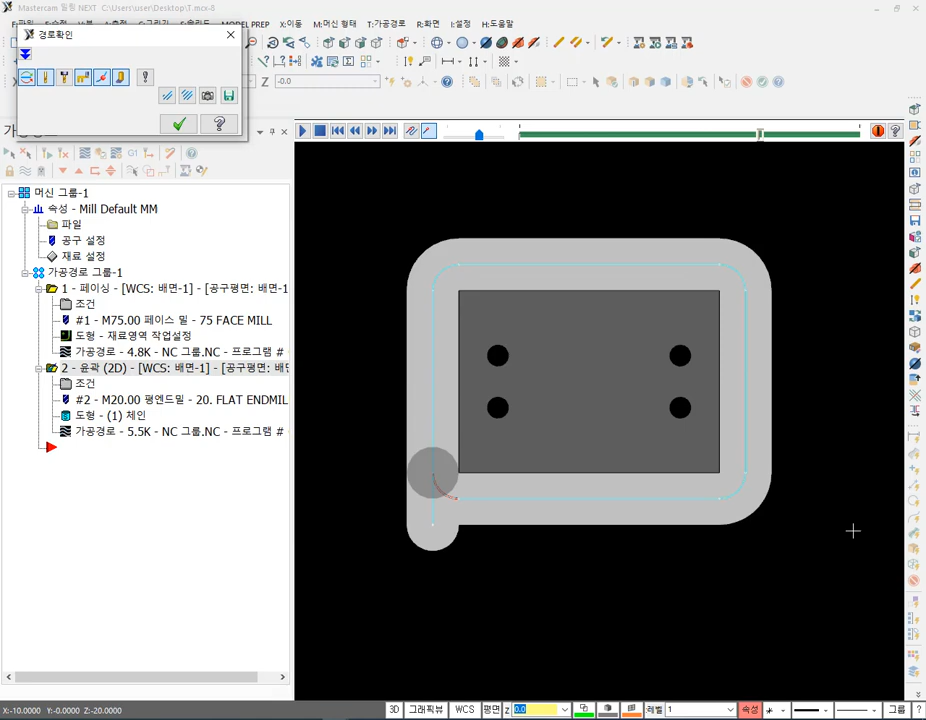 Mastercam 밀링 NEXT C:\Users\user\Desktop\T.mcx-8
MODEL PREP X:이동 M:머신 형태 T:가공경로 R:화면 I:설정 H:도움말
경로확인
Z -0.0
G1
머신 그룹-1
속성 - Mill Default MM
파일
공구 설정
재료 설정
가공경로 그룹-1
1 - 페이싱 - [WCS: 배면-1] - [공구평면: 배면-1
조건
#1 - M75.00 페이스 밀 - 75 FACE MILL
도형 - 재료영역 작업설정
가공경로 - 4.8K - NC 그룹.NC - 프로그램 #
2 - 윤곽 (2D) - [WCS: 배면-1] - [공구평면:
조건
#2 - M20.00 평엔드밀 - 20. FLAT ENDMIL
도형 - (1) 체인
가공경로 - 5.5K - NC 그룹.NC - 프로그램 #
X:-10.0000 Y:-0.0000 Z:-20.0000
3D 그래픽뷰 WCS 평면 Z 0.0 레벨 1 속성 그룹 ?